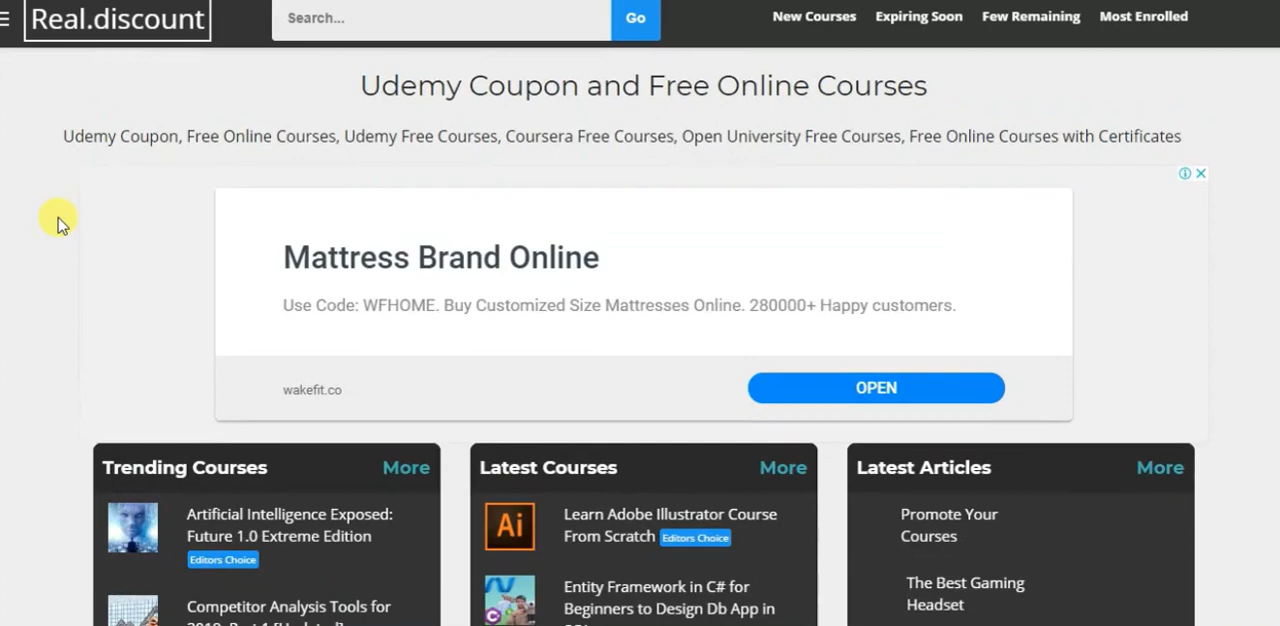 Real.discount
Search...
Go
New Courses
Expiring Soon
Few Remaining
Most Enrolled
Udemy Coupon and Free Online Courses
Udemy Coupon, Free Online Courses, Udemy Free Courses, Coursera Free Courses, Open University Free Courses, Free Online Courses with Certificates
Mattress Brand Online
Use Code: WFHOME. Buy Customized Size Mattresses Online. 280000+ Happy customers.
wakefit.co
OPEN
Trending Courses
More
Artificial Intelligence Exposed:
Future 1.0 Extreme Edition
Editors Choice
Competitor Analysis Tools for
2019: Part 1 [Updated]
Latest Courses
More
Ai
Learn Adobe Illustrator Course
From Scratch Editors Choice
Entity Framework in C# for
Beginners to Design Db App in
Latest Articles
More
Promote Your
Courses
The Best Gaming
Headset